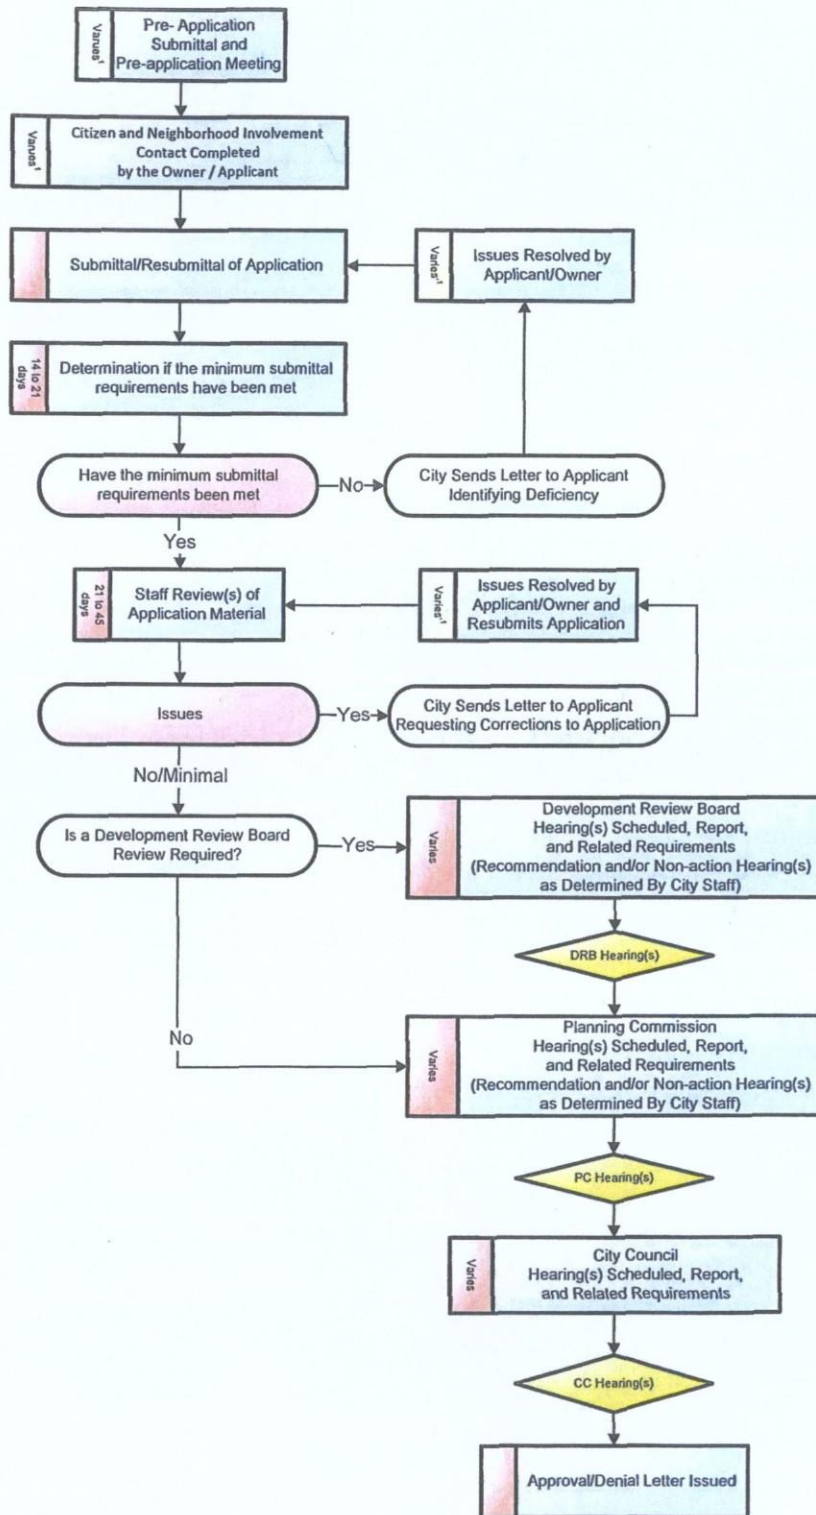 Varues¹
Pre- Application
Submittal and
Pre-application Meeting
Varues¹
Citizen and Neighborhood Involvement
Contact Completed
by the Owner / Applicant
Submittal/Resubmittal of Application
Varies¹
Issues Resolved by
Applicant/Owner
14 to 21
days
Determination if the minimum submittal
requirements have been met
Have the minimum submittal
requirements been met
No
City Sends Letter to Applicant
Identifying Deficiency
Yes
21 to 45
days
Staff Review(s) of
Application Material
Varies¹
Issues Resolved by
Applicant/Owner and
Resubmits Application
Issues
Yes
City Sends Letter to Applicant
Requesting Corrections to Application
No/Minimal
Is a Development Review Board
Review Required?
Yes
Varies
Development Review Board
Hearing(s) Scheduled, Report,
and Related Requirements
(Recommendation and/or Non-action Hearing(s)
as Determined By City Staff)
DRB Hearing(s)
No
Varies
Planning Commission
Hearing(s) Scheduled, Report,
and Related Requirements
(Recommendation and/or Non-action Hearing(s)
as Determined By City Staff)
PC Hearing(s)
Varies
City Council
Hearing(s) Scheduled, Report,
and Related Requirements
CC Hearing(s)
Approval/Denial Letter Issued